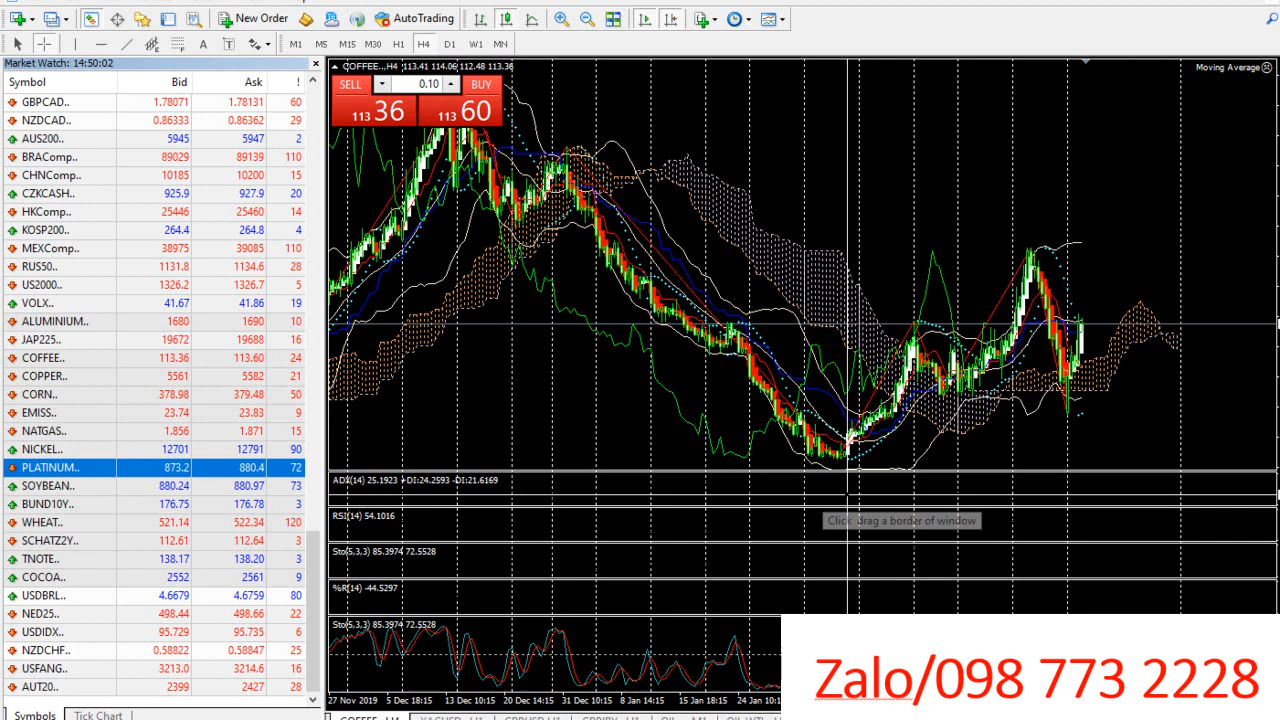 New Order
AutoTrading
A T
M1 M5 M15 M30 H1 H4 D1 W1 MN
Market Watch: 14:50:02
Symbol Bid Ask !
GBPCAD.. 1.78071 1.78131 60
NZDCAD.. 0.86333 0.86362 29
AUS200.. 5945 5947 2
BRAComp.. 89029 89139 110
CHNComp.. 10185 10200 15
CZKCASH.. 925.9 927.9 20
HKComp.. 25446 25460 14
KOSP200.. 264.4 264.8 4
MEXComp.. 38975 39085 110
RUS50.. 1131.8 1134.6 28
US2000.. 1326.2 1326.7 5
VOLX.. 41.67 41.86 19
ALUMINIUM.. 1680 1690 10
JAP225.. 19672 19688 16
COFFEE.. 113.36 113.60 24
COPPER.. 5561 5582 21
CORN.. 378.98 379.48 50
EMISS.. 23.74 23.83 9
NATGAS.. 1.856 1.871 15
NICKEL.. 12701 12791 90
PLATINUM.. 873.2 880.4 72
SOYBEAN.. 880.24 880.97 73
BUND10Y.. 176.75 176.78 3
WHEAT.. 521.14 522.34 120
SCHATZ2Y.. 112.61 112.64 3
TNOTE.. 138.17 138.20 3
COCOA.. 2552 2561 9
USDBRL.. 4.6679 4.6759 80
NED25.. 498.44 498.66 22
USDIDX.. 95.729 95.735 6
NZDCHF.. 0.58822 0.58847 25
USFANG.. 3213.0 3214.6 16
AUT20.. 2399 2427 28
Symbols Tick Chart
COFFEE..,H4 113.41 114.06 112.48 113.36
Moving Average
SELL 0.10 BUY
113 36 113 60
ADX(14) 25.1923 +DI:24.2593 -DI:21.6169
RSI(14) 54.1016
Click drag a border of window
Sto(5,3,3) 85.3974 72.5528
%R(14) -44.5297
Sto(5,3,3) 85.3974 72.5528
27 Nov 2019 5 Dec 18:15 13 Dec 10:15 20 Dec 14:15 31 Dec 10:15 8 Jan 14:15 15 Jan 18:15 24 Jan 10:15
Zalo/098 773 2228